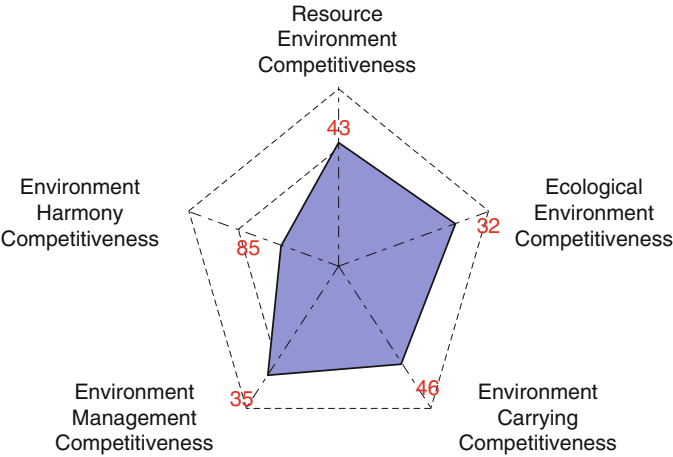 Resource
Environment
Competitiveness
43
Environment
Harmony
Competitiveness
85
Ecological
Environment
Competitiveness
32
Environment
Management
Competitiveness
35
46
Environment
Carrying
Competitiveness